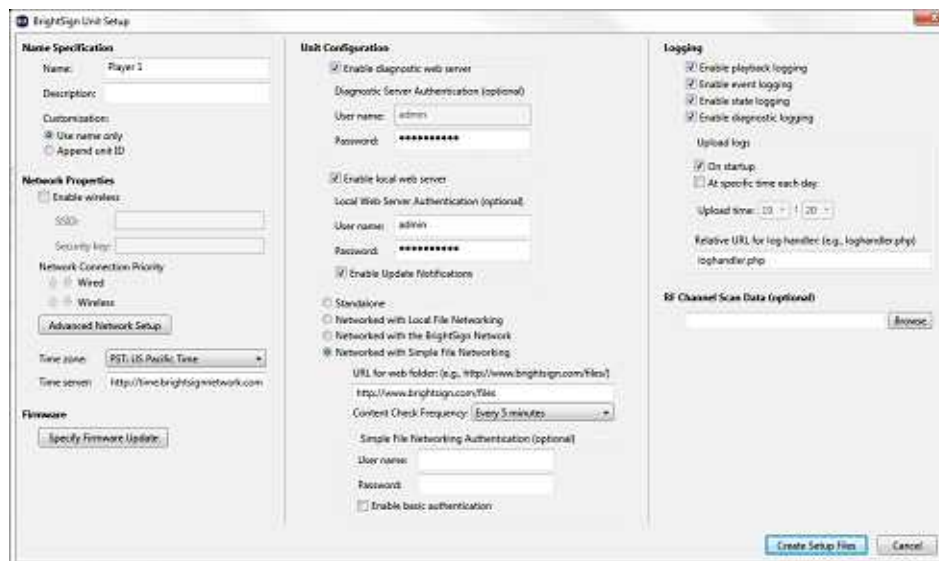 BrightSign Unit Setup
Name Specification
Name: Player 1
Description:
Customization:
Use name only
Append unit ID
Network Properties
Enable wireless
SSID:
Security key:
Network Connection Priority
Wired
Wireless
Advanced Network Setup
Time zone: PST: US Pacific Time
Time server: http://time.brightsignnetwork.com
Firmware
Specify Firmware Update
Unit Configuration
Enable diagnostic web server
Diagnostic Server Authentication (optional)
User name: admin
Password: ••••••••••
Enable local web server
Local Web Server Authentication (optional)
User name: admin
Password: ••••••••••
Enable Update Notifications
Standalone
Networked with Local File Networking
Networked with the BrightSign Network
Networked with Simple File Networking
URL for web folder: (e.g., http://www.brightsign.com/files/)
http://www.brightsign.com/files
Content Check Frequency: Every 5 minutes
Simple File Networking Authentication (optional)
User name:
Password:
Enable basic authentication
Logging
Enable playback logging
Enable event logging
Enable state logging
Enable diagnostic logging
Upload logs
On startup
At specific time each day
Upload time: : 20
Relative URL for log handler: (e.g., loghandler.php)
loghandler.php
RF Channel Scan Data (optional)
Browse
Create Setup Files
Cancel